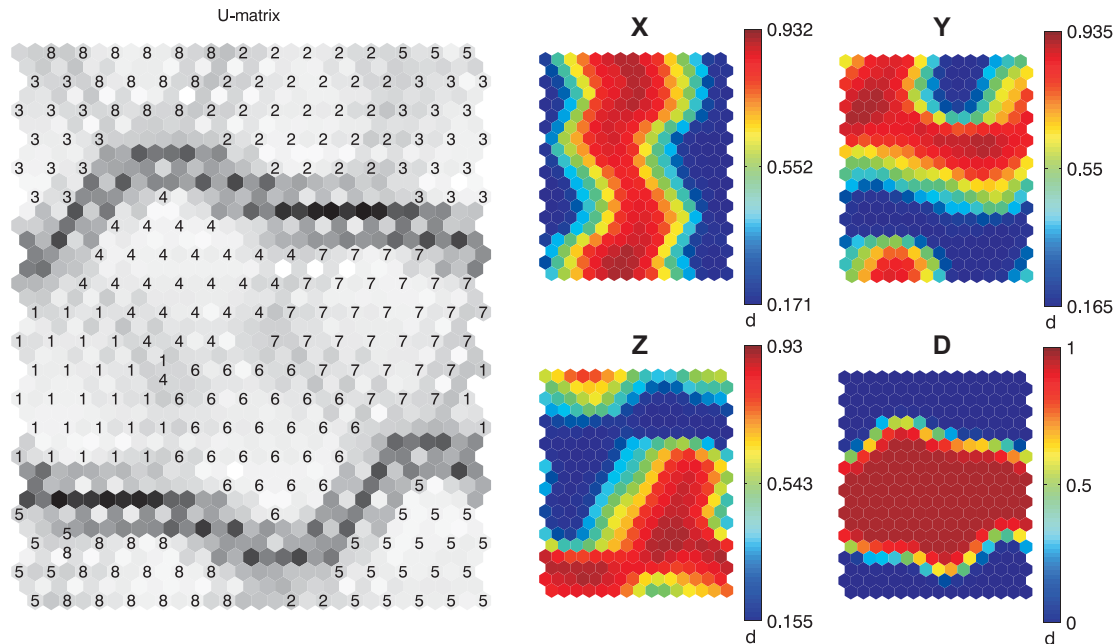 U-matrix
8 8 8 8 8 8 2 2 2 2 2 5 5 5
3 3 8 8 8 8 2 2 2 2 2 2 3 3 3
3 3 3 8 8 8 2 2 2 2 2 2 3 3 3
3 3 3 2 2 2 2 2 3 3 3 3
3 3 3 2 2 2 2 2 3 3 3
3 3 4 3 3 3
4 4 4 4
4 4 4 4 4 4 7 7 7 7
4 4 4 4 4 4 4 7 7 7 7 7 7
1 1 1 4 4 4 4 4 7 7 7 7 7 7 7
1 1 1 1 4 4 4 7 7 7 7 7 7 7
1
1 1 1 1 6 6 6 6 7 7 7 7 7 1
4
1 1 1 1 1 6 6 6 6 6 6 7 7 7 1
1 1 1 1 1 6 6 6 6 6 6 1
1 1 1 1 1 6 6 6 6 6 6
6 6 6 6 5
5 6 5 5 5
5
5 8 8 8 5 5 5 5
8
5 5 8 8 8 8 8 5 5 5 5 5
5 8 8 8 8 8 2 2 5 5 5 5 5
X
0.932
0.552
0.171
d
Y
0.935
0.55
0.165
d
Z
0.93
0.543
0.155
d
D
1
0.5
0
d